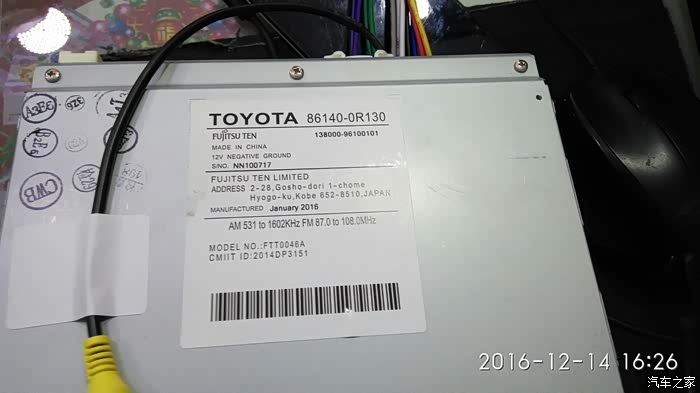 TOYOTA 86140-0R130
FUJITSU TEN 138000-96100101
MADE IN CHINA
12V NEGATIVE GROUND
S/NO. NN100717
FUJITSU TEN LIMITED
ADDRESS 2-28,Gosho-dori 1-chome
Hyogo-ku,Kobe 652-8510,JAPAN
MANUFACTURED January 2016
AM 531 to 1602KHz FM 87.0 to 108.0MHz
MODEL NO.:FTT0046A
CMIIT ID:2014DP3151
A3E3
B2E6
CWB
2016-12-14 16:26
汽车之家